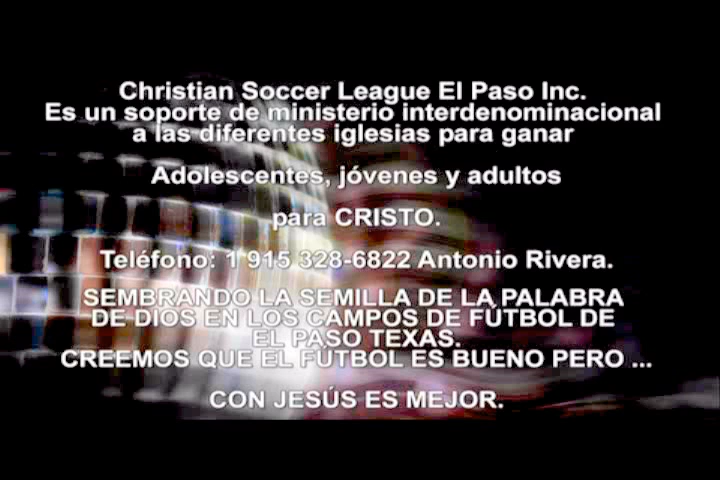 Christian Soccer League El Paso Inc.
Es un soporte de ministerio interdenominacional
a las diferentes iglesias para ganar
Adolescentes, jóvenes y adultos
para CRISTO.
Teléfono: 1 915 328-6822 Antonio Rivera.
SEMBRANDO LA SEMILLA DE LA PALABRA
DE DIOS EN LOS CAMPOS DE FÚTBOL DE
EL PASO TEXAS.
CREEMOS QUE EL FÚTBOL ES BUENO PERO ...
CON JESÚS ES MEJOR.